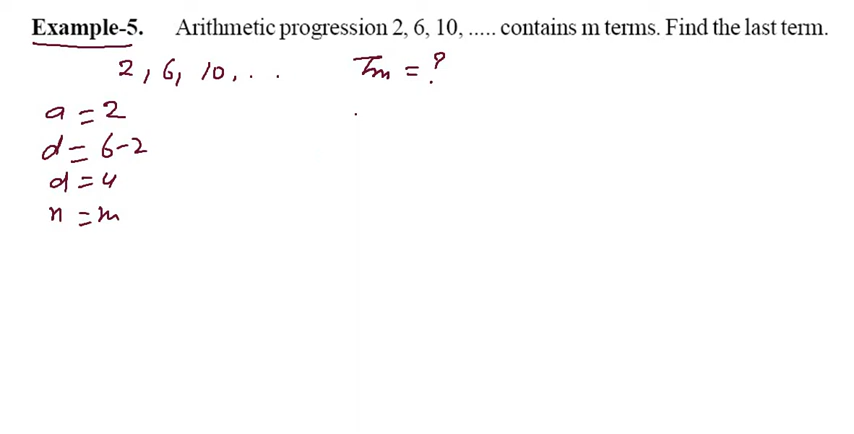 Example-5. Arithmetic progression 2, 6, 10, ..... contains m terms. Find the last term.
2, 6, 10, . . Tm = ?
a = 2
d = 6-2
d = 4
n = m